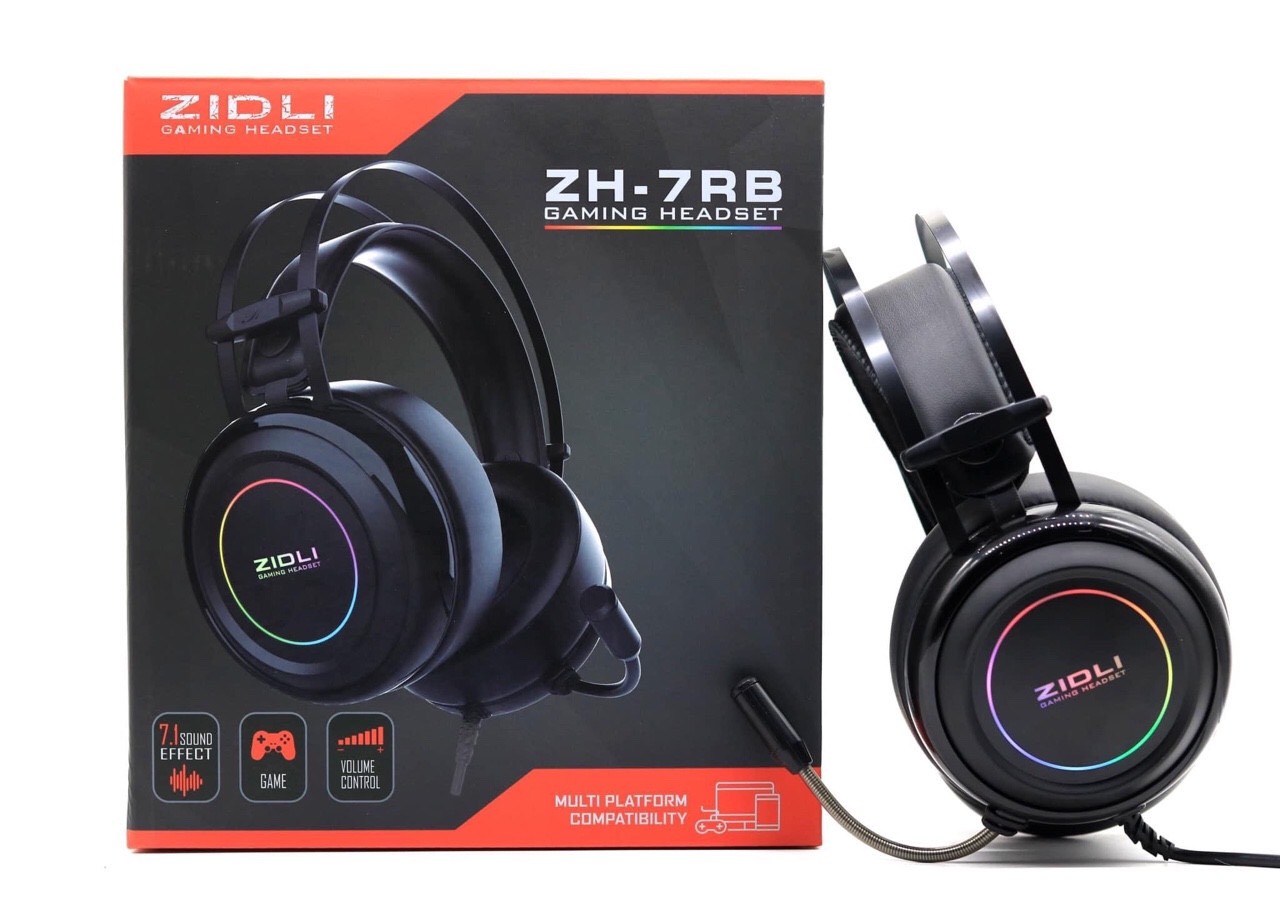 ZIDLI
GAMING HEADSET
ZH-7RB
GAMING HEADSET
ZIDLI
GAMING HEADSET
7.1 SOUND
EFFECT
GAME
VOLUME
CONTROL
MULTI PLATFORM
COMPATIBILITY
ZIDLI
GAMING HEADSET